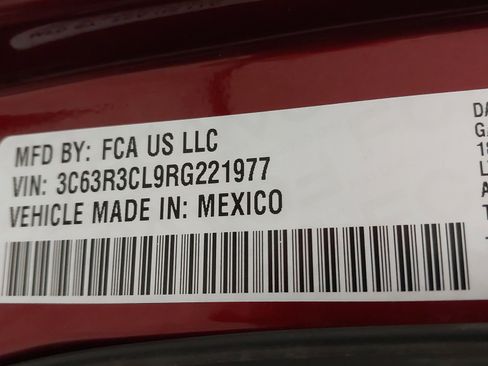 MFD BY: FCA US LLC
VIN: 3C63R3CL9RG221977
VEHICLE MADE IN: MEXICO